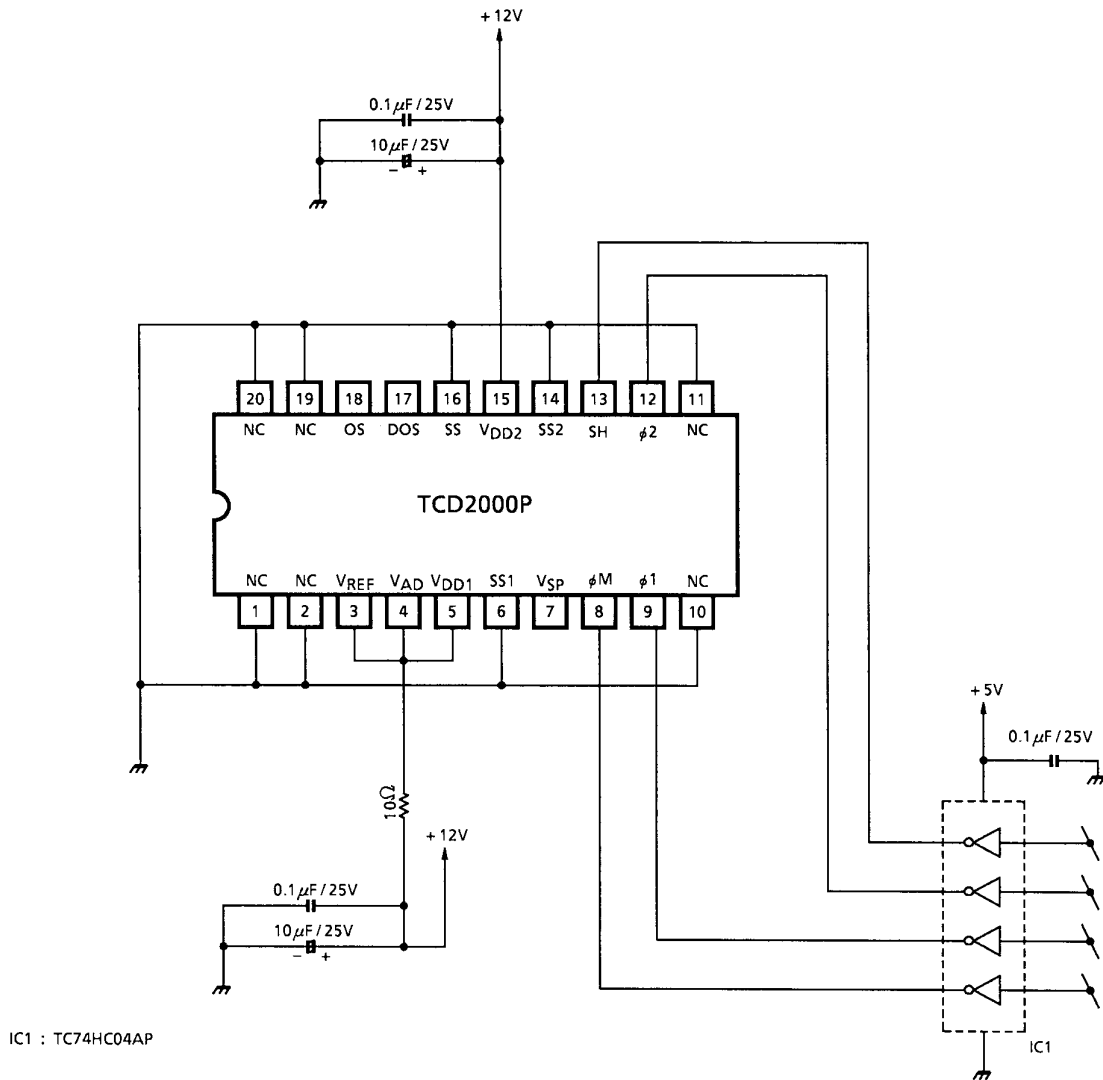 +12V
0.1μF/25V
10μF/25V
- +
20 19 18 17 16 15 14 13 12 11
NC NC OS DOS SS VDD2 SS2 SH ϕ2 NC
TCD2000P
NC NC VREF VAD VDD1 SS1 VSP ϕM ϕ1 NC
1 2 3 4 5 6 7 8 9 10
+5V
0.1μF/25V
10Ω
+12V
0.1μF/25V
10μF/25V
- +
IC1 : TC74HC04AP
IC1